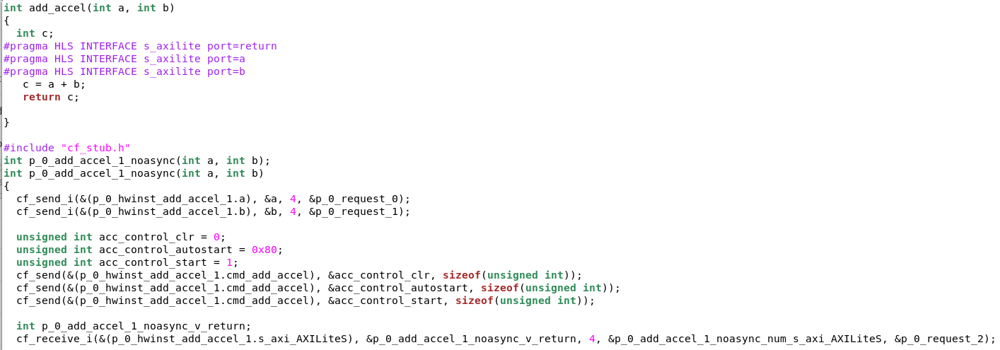 int add_accel(int a, int b)
{
  int c;
#pragma HLS INTERFACE s_axilite port=return
#pragma HLS INTERFACE s_axilite port=a
#pragma HLS INTERFACE s_axilite port=b
   c = a + b;
   return c;
}
#include "cf_stub.h"
int p_0_add_accel_1_noasync(int a, int b);
int p_0_add_accel_1_noasync(int a, int b)
{
  cf_send_i(&(p_0_hwinst_add_accel_1.a), &a, 4, &p_0_request_0);
  cf_send_i(&(p_0_hwinst_add_accel_1.b), &b, 4, &p_0_request_1);
  unsigned int acc_control_clr = 0;
  unsigned int acc_control_autostart = 0x80;
  unsigned int acc_control_start = 1;
  cf_send(&(p_0_hwinst_add_accel_1.cmd_add_accel), &acc_control_clr, sizeof(unsigned int));
  cf_send(&(p_0_hwinst_add_accel_1.cmd_add_accel), &acc_control_autostart, sizeof(unsigned int));
  cf_send(&(p_0_hwinst_add_accel_1.cmd_add_accel), &acc_control_start, sizeof(unsigned int));
  int p_0_add_accel_1_noasync_v_return;
  cf_receive_i(&(p_0_hwinst_add_accel_1.s_axi_AXILiteS), &p_0_add_accel_1_noasync_v_return, 4, &p_0_add_accel_1_noasync_num_s_axi_AXILiteS, &p_0_request_2);